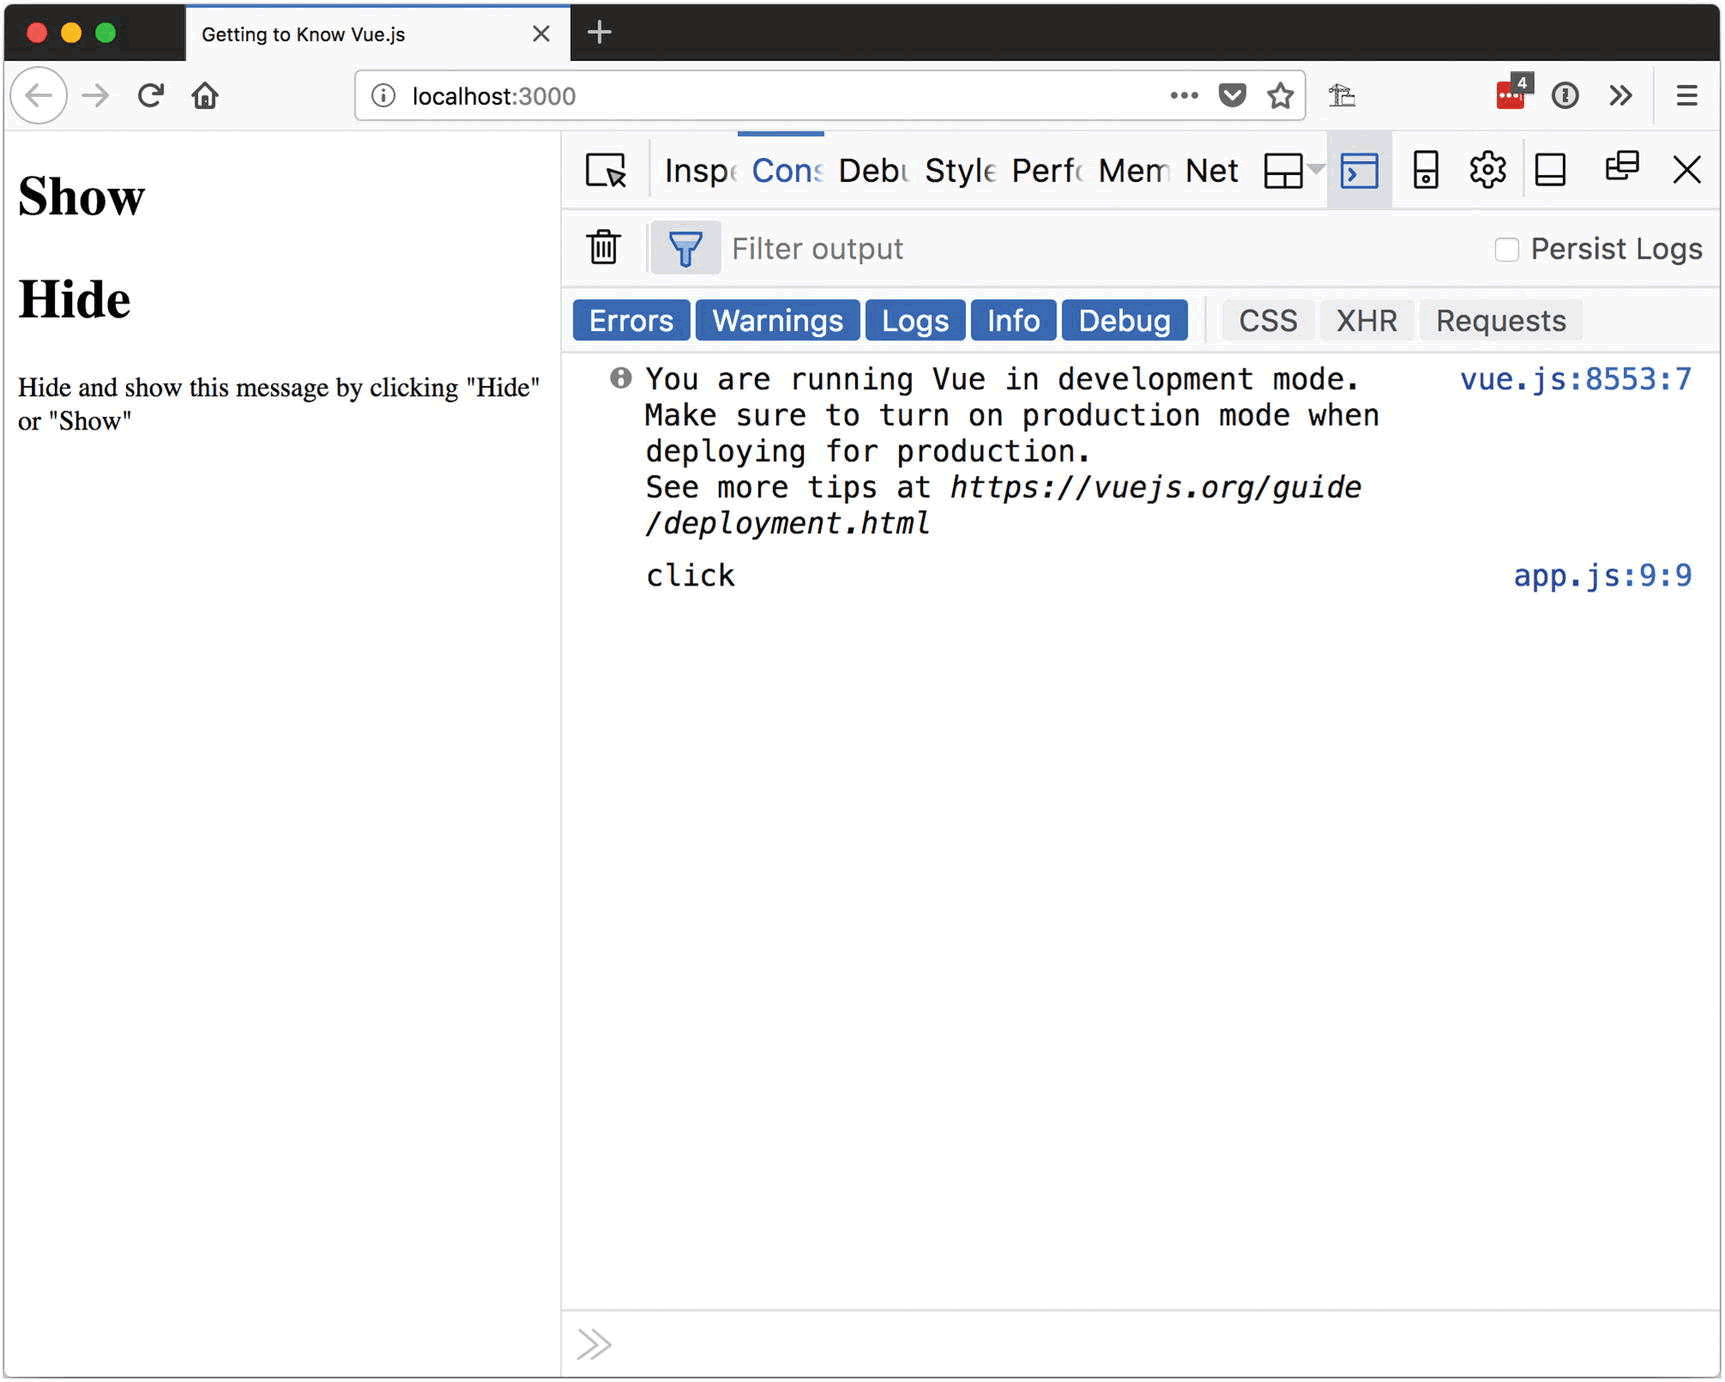 Getting to Know Vue.js
localhost:3000
4
Show
Hide
Hide and show this message by clicking "Hide"
or "Show"
Inspe Cons Debu Style Perfo Mem Net
Filter output
Persist Logs
Errors Warnings Logs Info Debug CSS XHR Requests
You are running Vue in development mode. vue.js:8553:7
Make sure to turn on production mode when
deploying for production.
See more tips at https://vuejs.org/guide
/deployment.html
click app.js:9:9